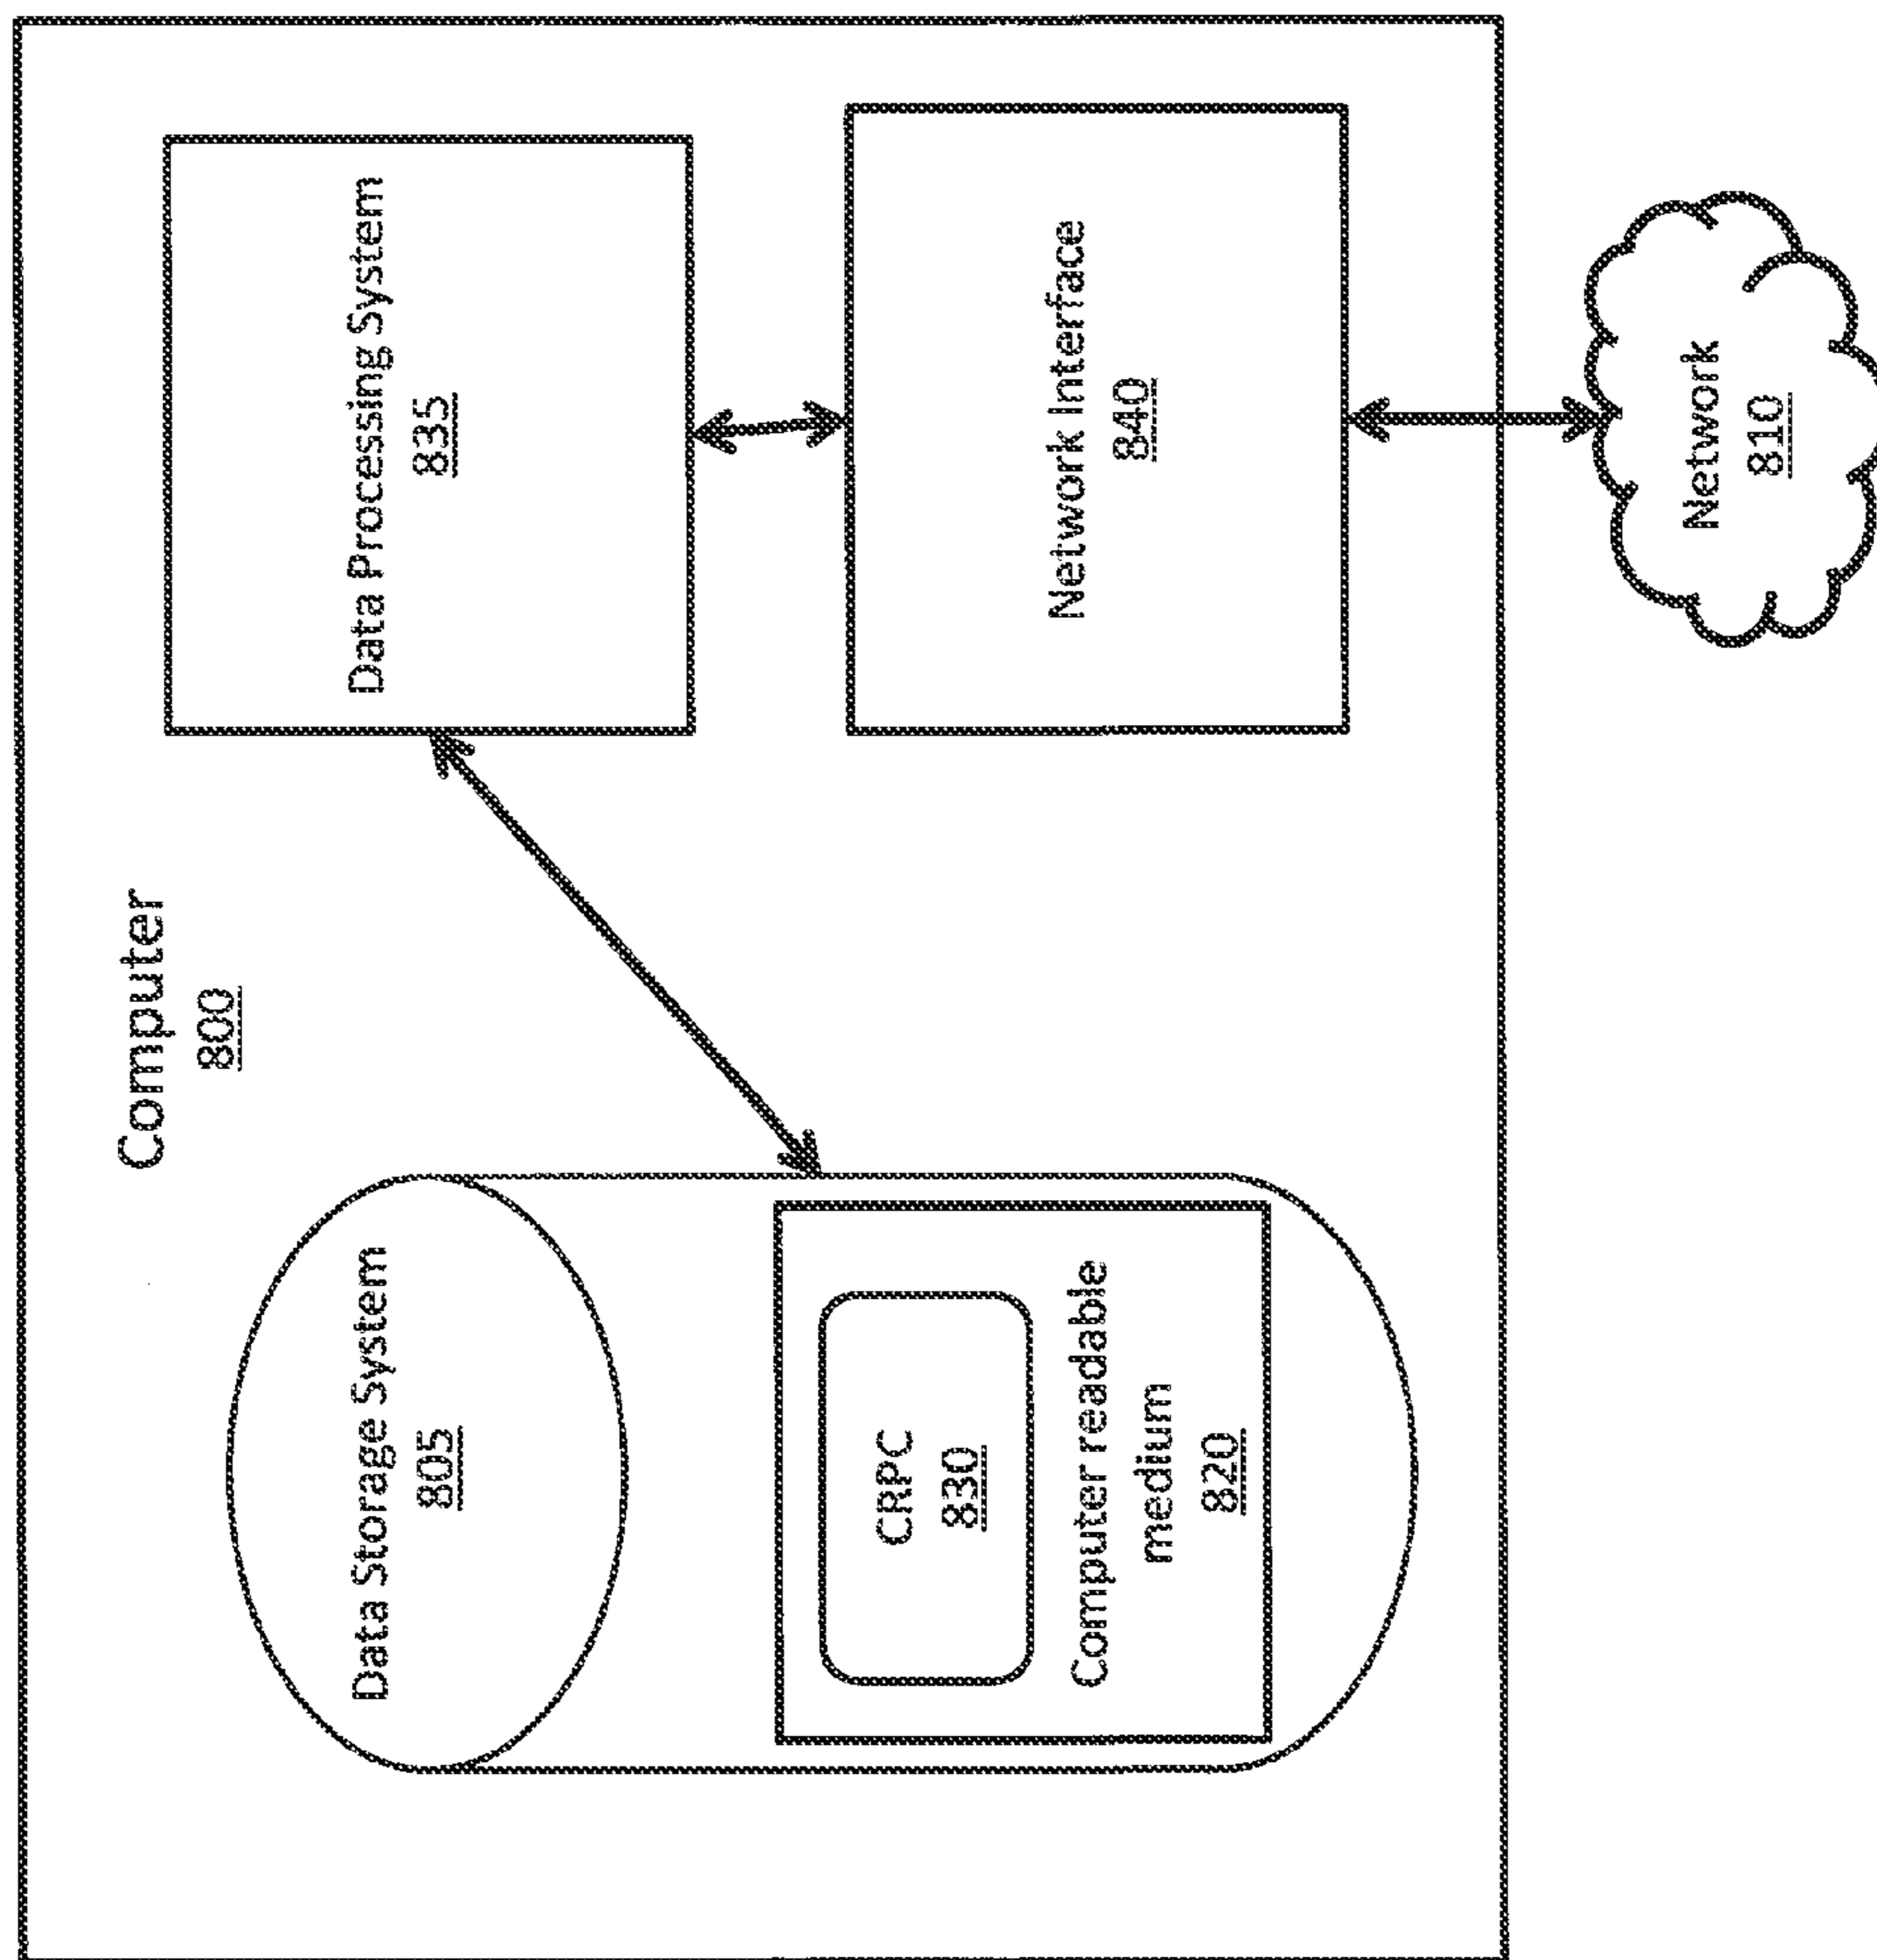 Computer
800
Data Storage System
805
CRPC
830
Computer readable
medium
820
Data Processing System
835
Network Interface
840
Network
810